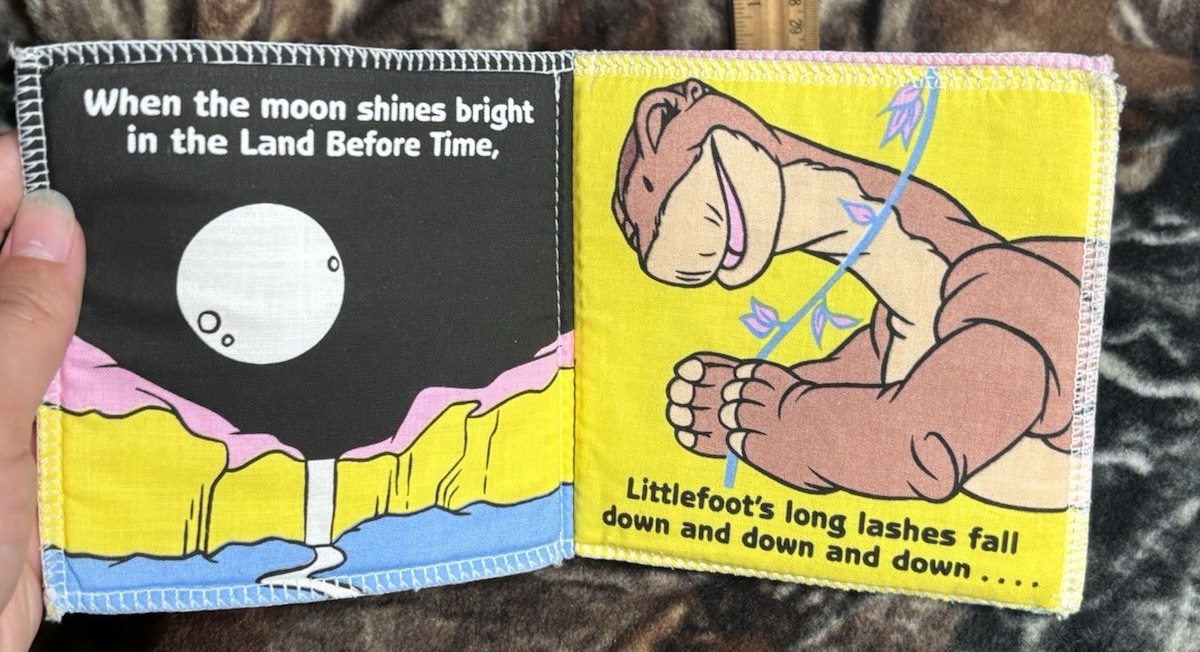 When the moon shines bright
in the Land Before Time,
Littlefoot's long lashes fall
down and down and down....